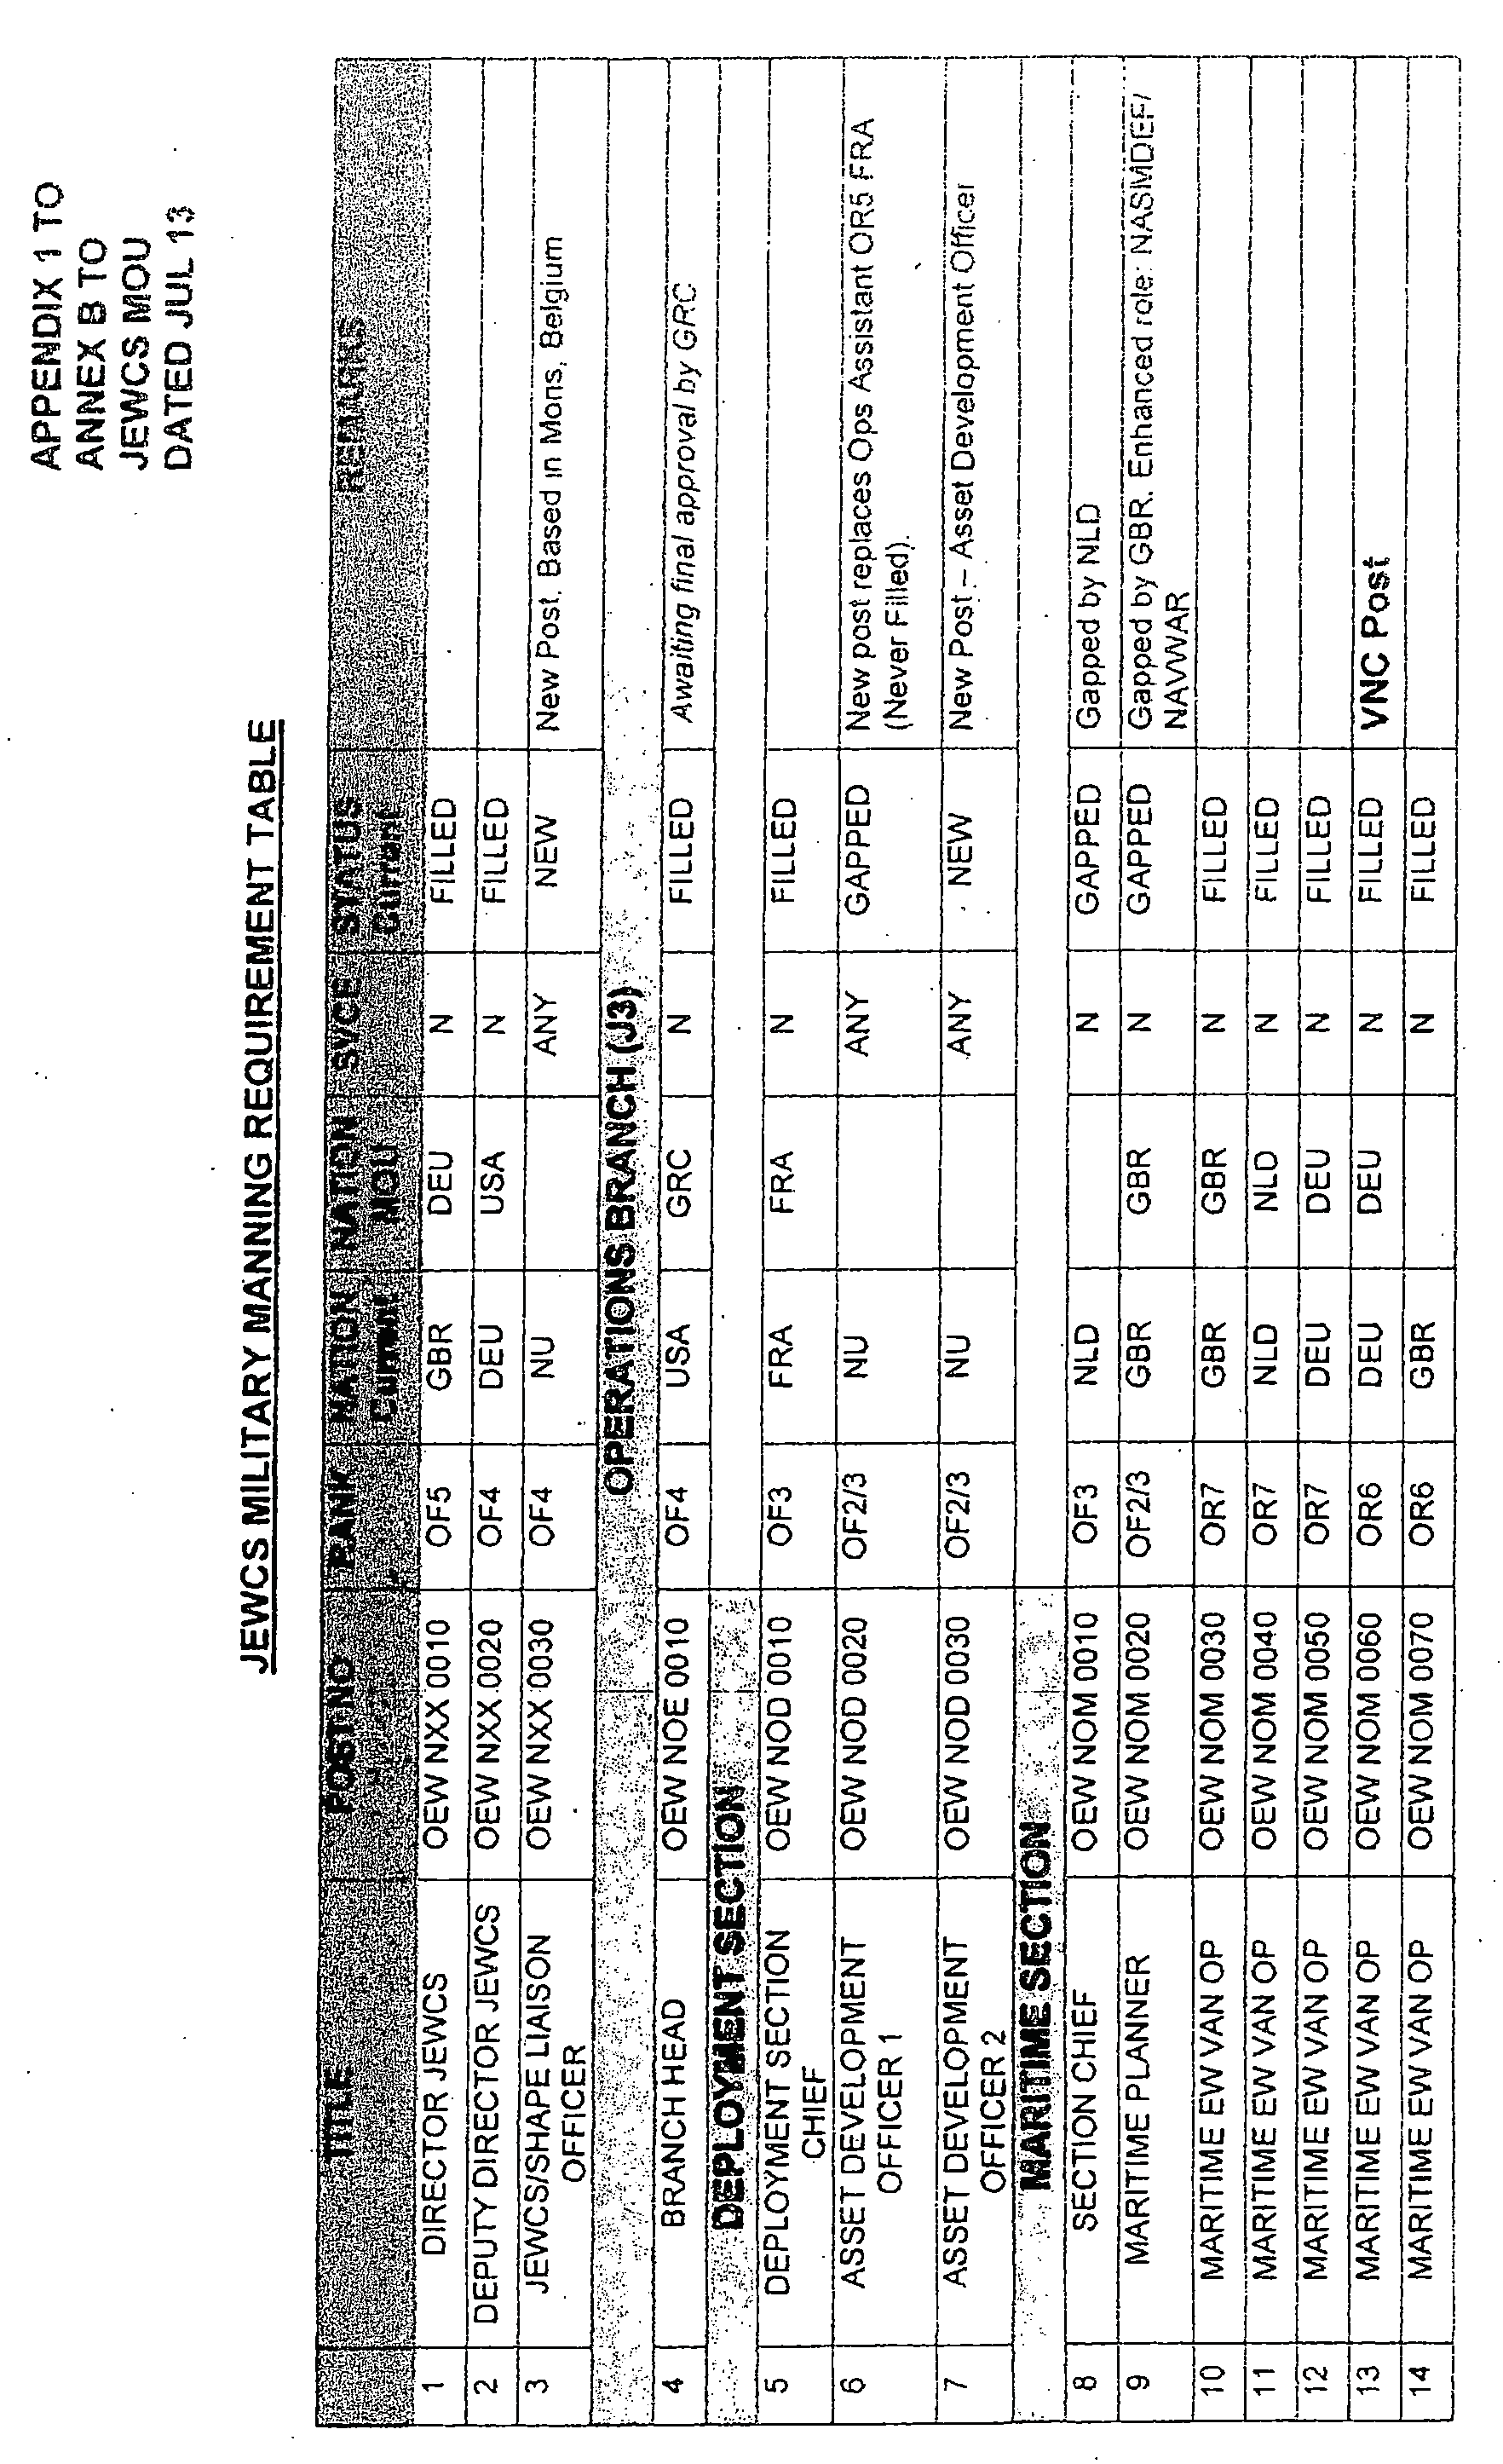 APPENDIX 1 TO
ANNEX B TO
JEWCS MOU
DATED JUL 13
JEWCS MILITARY MANNING REQUIREMENT TABLE
TITLE POST NO RANK NATION Current NATION MOU SVCE STATUS Current REMARKS
1 DIRECTOR JEWCS OEW NXX 0010 OF5 GBR DEU N FILLED
2 DEPUTY DIRECTOR JEWCS OEW NXX 0020 OF4 DEU USA N FILLED
3 JEWCS/SHAPE LIAISON OFFICER OEW NXX 0030 OF4 NU ANY NEW New Post. Based in Mons, Belgium
OPERATIONS BRANCH (J3)
4 BRANCH HEAD OEW NOE 0010 OF4 USA GRC N FILLED Awaiting final approval by GRC
DEPLOYMENT SECTION
5 DEPLOYMENT SECTION CHIEF OEW NOD 0010 OF3 FRA FRA N FILLED
6 ASSET DEVELOPMENT OFFICER 1 OEW NOD 0020 OF2/3 NU ANY GAPPED New post replaces Ops Assistant OR5 FRA (Never Filled).
7 ASSET DEVELOPMENT OFFICER 2 OEW NOD 0030 OF2/3 NU ANY NEW New Post – Asset Development Officer
MARITIME SECTION
8 SECTION CHIEF OEW NOM 0010 OF3 NLD N GAPPED Gapped by NLD
9 MARITIME PLANNER OEW NOM 0020 OF2/3 GBR GBR N GAPPED Gapped by GBR. Enhanced role: NASMDEF/ NAVWAR
10 MARITIME EW VAN OP OEW NOM 0030 OR7 GBR GBR N FILLED
11 MARITIME EW VAN OP OEW NOM 0040 OR7 NLD NLD N FILLED
12 MARITIME EW VAN OP OEW NOM 0050 OR7 DEU DEU N FILLED
13 MARITIME EW VAN OP OEW NOM 0060 OR6 DEU DEU N FILLED VNC Post
14 MARITIME EW VAN OP OEW NOM 0070 OR6 GBR N FILLED